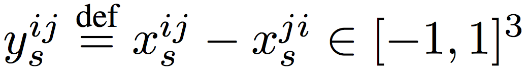 $y_s^{ij} \stackrel{\text{def}}{=} x_s^{ij} - x_s^{ji} \in [-1, 1]^3$